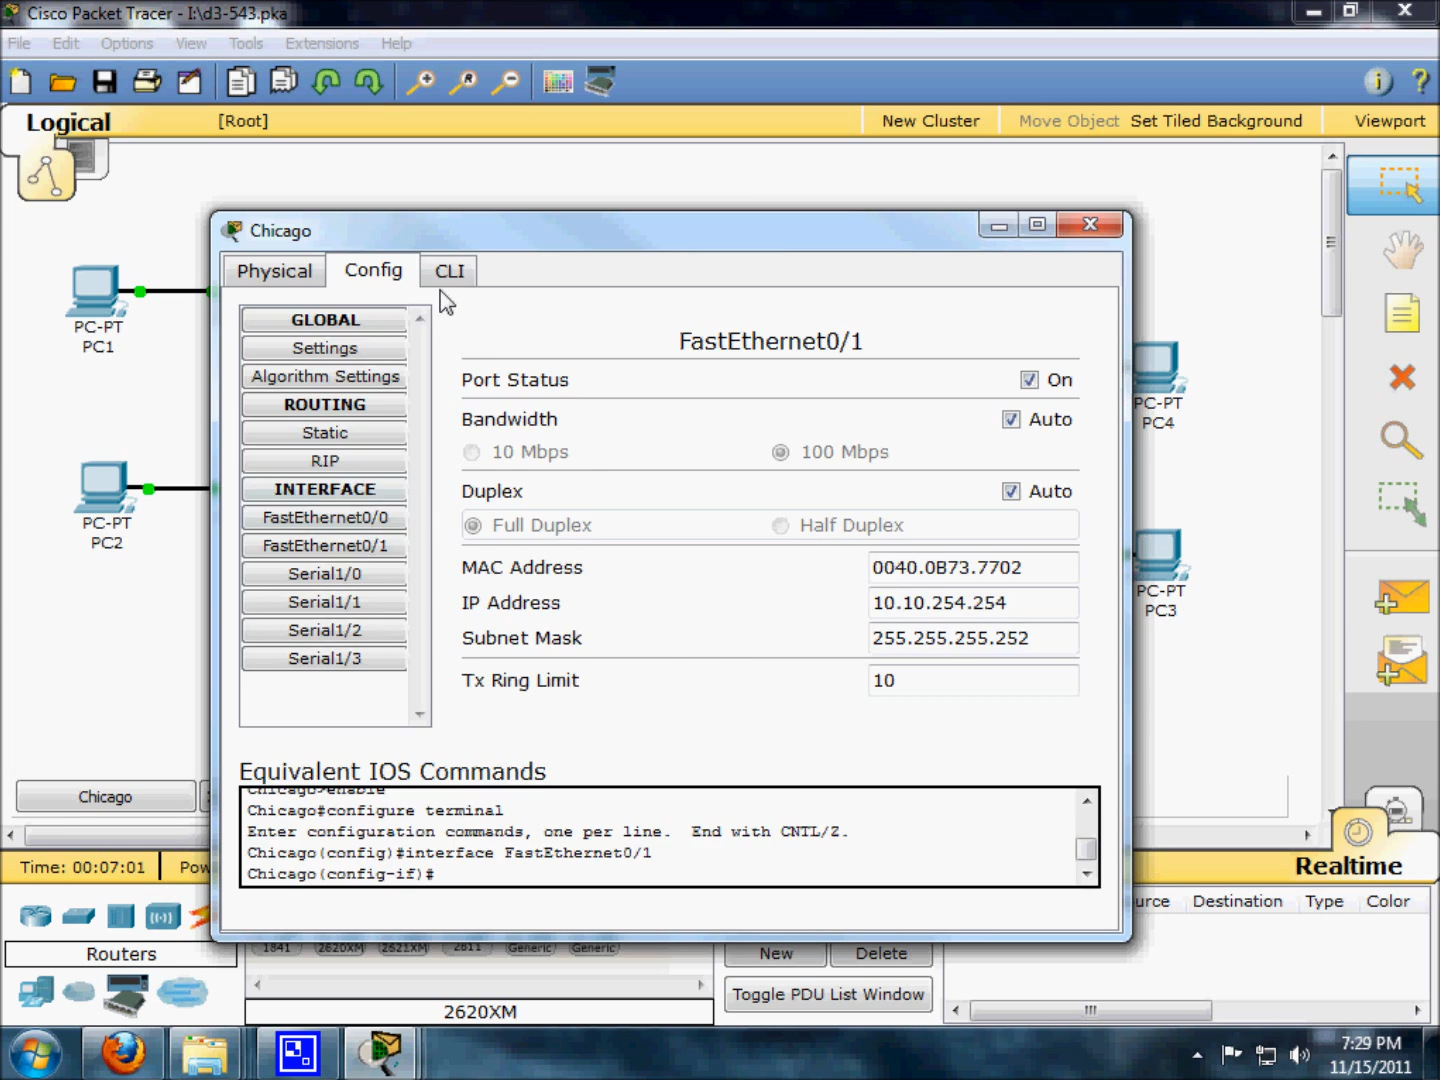 Cisco Packet Tracer - I:\d3-543.pka
File Edit Options View Tools Extensions Help
Logical [Root] New Cluster Move Object Set Tiled Background Viewport
Chicago
Physical Config CLI
GLOBAL
Settings
Algorithm Settings
ROUTING
Static
RIP
INTERFACE
FastEthernet0/0
FastEthernet0/1
Serial1/0
Serial1/1
Serial1/2
Serial1/3
FastEthernet0/1
Port Status On
Bandwidth Auto
10 Mbps 100 Mbps
Duplex Auto
Full Duplex Half Duplex
MAC Address 0040.0B73.7702
IP Address 10.10.254.254
Subnet Mask 255.255.255.252
Tx Ring Limit 10
Equivalent IOS Commands
Chicago>enable
Chicago#configure terminal
Enter configuration commands, one per line. End with CNTL/Z.
Chicago(config)#interface FastEthernet0/1
Chicago(config-if)#
PC-PT
PC1
PC-PT
PC2
PC-PT
PC4
PC-PT
PC3
Chicago
Time: 00:07:01 Pow
Realtime
urce Destination Type Color
Routers
1841 2620XM 2621XM 2811 Generic Generic
2620XM
New Delete
Toggle PDU List Window
7:29 PM
11/15/2011